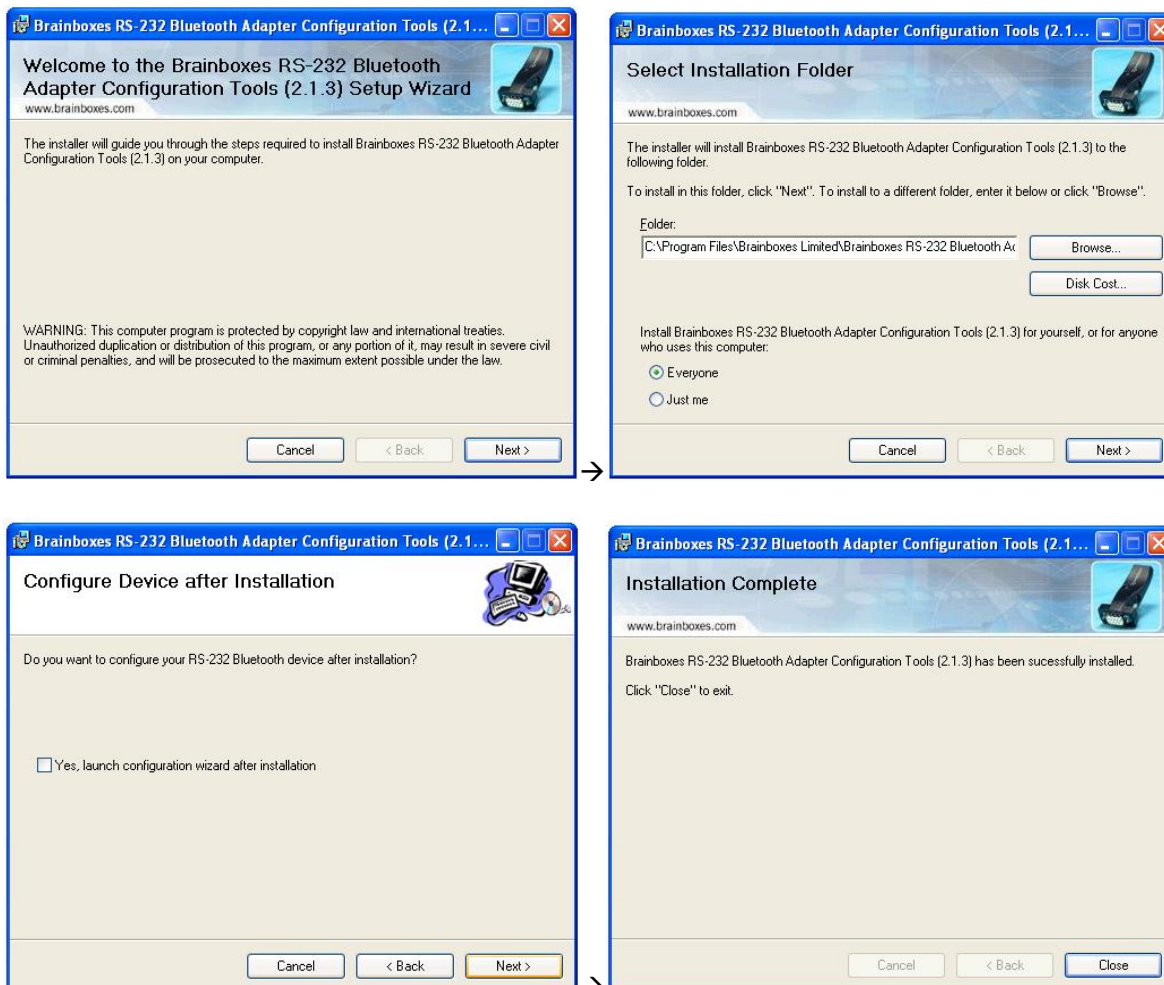 Brainboxes RS-232 Bluetooth Adapter Configuration Tools (2.1...
Welcome to the Brainboxes RS-232 Bluetooth
Adapter Configuration Tools (2.1.3) Setup Wizard
www.brainboxes.com
The installer will guide you through the steps required to install Brainboxes RS-232 Bluetooth Adapter
Configuration Tools (2.1.3) on your computer.
WARNING: This computer program is protected by copyright law and international treaties.
Unauthorized duplication or distribution of this program, or any portion of it, may result in severe civil
or criminal penalties, and will be prosecuted to the maximum extent possible under the law.
Cancel < Back Next >
→
Brainboxes RS-232 Bluetooth Adapter Configuration Tools (2.1...
Select Installation Folder
www.brainboxes.com
The installer will install Brainboxes RS-232 Bluetooth Adapter Configuration Tools (2.1.3) to the
following folder.
To install in this folder, click "Next". To install to a different folder, enter it below or click "Browse".
Folder:
C:\Program Files\Brainboxes Limited\Brainboxes RS-232 Bluetooth Ac Browse...
Disk Cost...
Install Brainboxes RS-232 Bluetooth Adapter Configuration Tools (2.1.3) for yourself, or for anyone
who uses this computer:
Everyone
Just me
Cancel < Back Next >
Brainboxes RS-232 Bluetooth Adapter Configuration Tools (2.1...
Configure Device after Installation
Do you want to configure your RS-232 Bluetooth device after installation?
Yes, launch configuration wizard after installation
Cancel < Back Next >
Brainboxes RS-232 Bluetooth Adapter Configuration Tools (2.1...
Installation Complete
www.brainboxes.com
Brainboxes RS-232 Bluetooth Adapter Configuration Tools (2.1.3) has been sucessfully installed.
Click "Close" to exit.
Cancel < Back Close